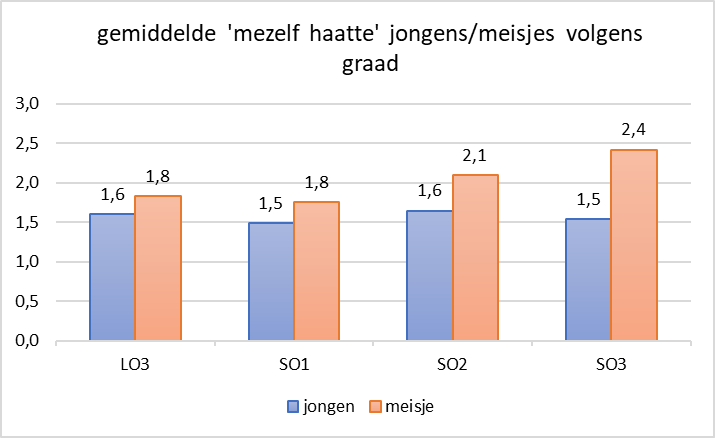 gemiddelde 'mezelf haatte' jongens/meisjes volgens
graad
3,0
2,5
2,0
1,5
1,0
0,5
0,0
1,6
1,8
1,5
1,8
1,6
2,1
1,5
2,4
LO3
SO1
SO2
SO3
jongen
meisje